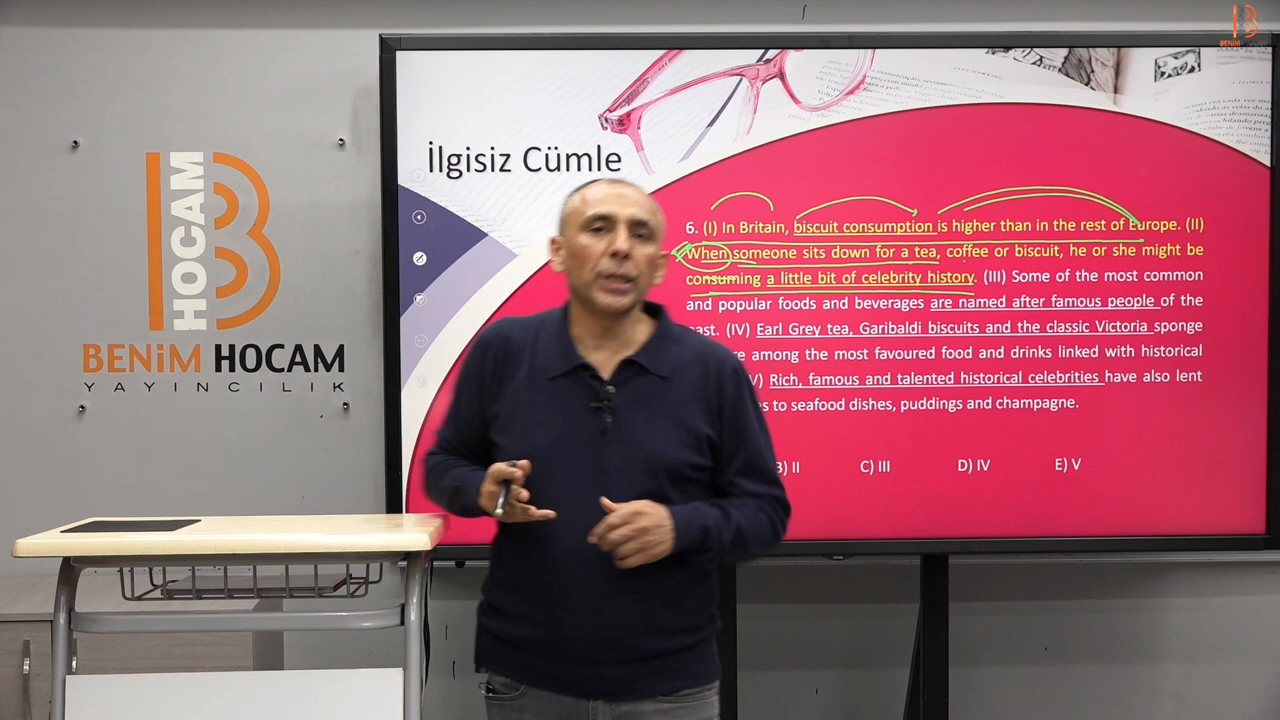 HOCAM
B
BENİM HOCAM
YAYINCILIK
BENİM
İlgisiz Cümle
6. (I) In Britain, biscuit consumption is higher than in the rest of Europe. (II)
When someone sits down for a tea, coffee or biscuit, he or she might be
consuming a little bit of celebrity history. (III) Some of the most common
and popular foods and beverages are named after famous people of the
past. (IV) Earl Grey tea, Garibaldi biscuits and the classic Victoria sponge
among the most favoured food and drinks linked with historical
V) Rich, famous and talented historical celebrities have also lent
to seafood dishes, puddings and champagne.
B) II C) III D) IV E) V